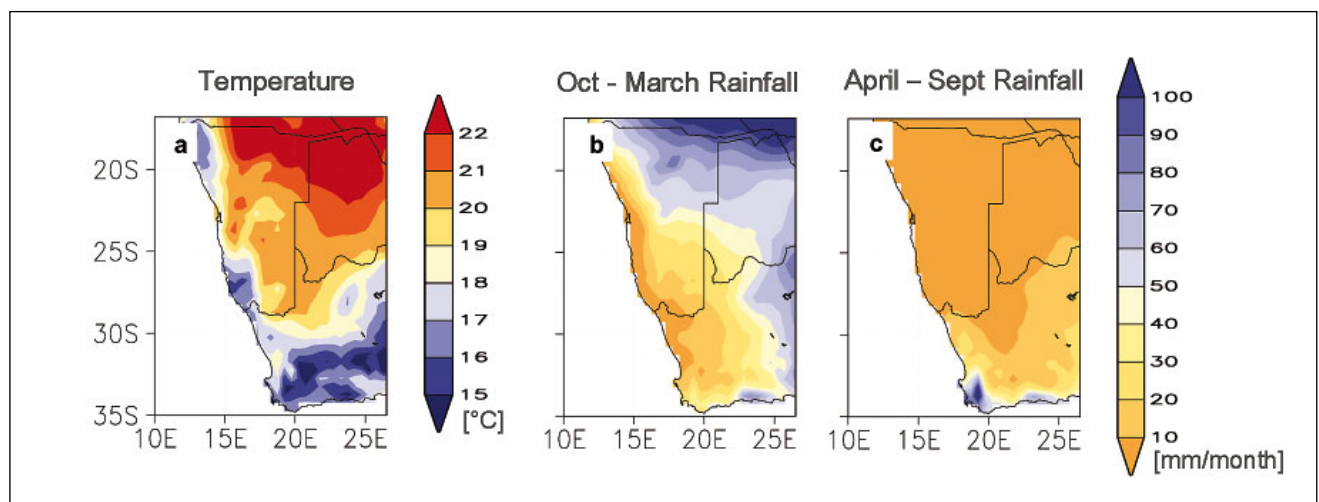 Temperature
Oct - March Rainfall
April – Sept Rainfall
a
b
c
20S
25S
30S
35S
10E 15E 20E 25E
10E 15E 20E 25E
10E 15E 20E 25E
22
21
20
19
18
17
16
15
[°C]
100
90
80
70
60
50
40
30
20
10
[mm/month]